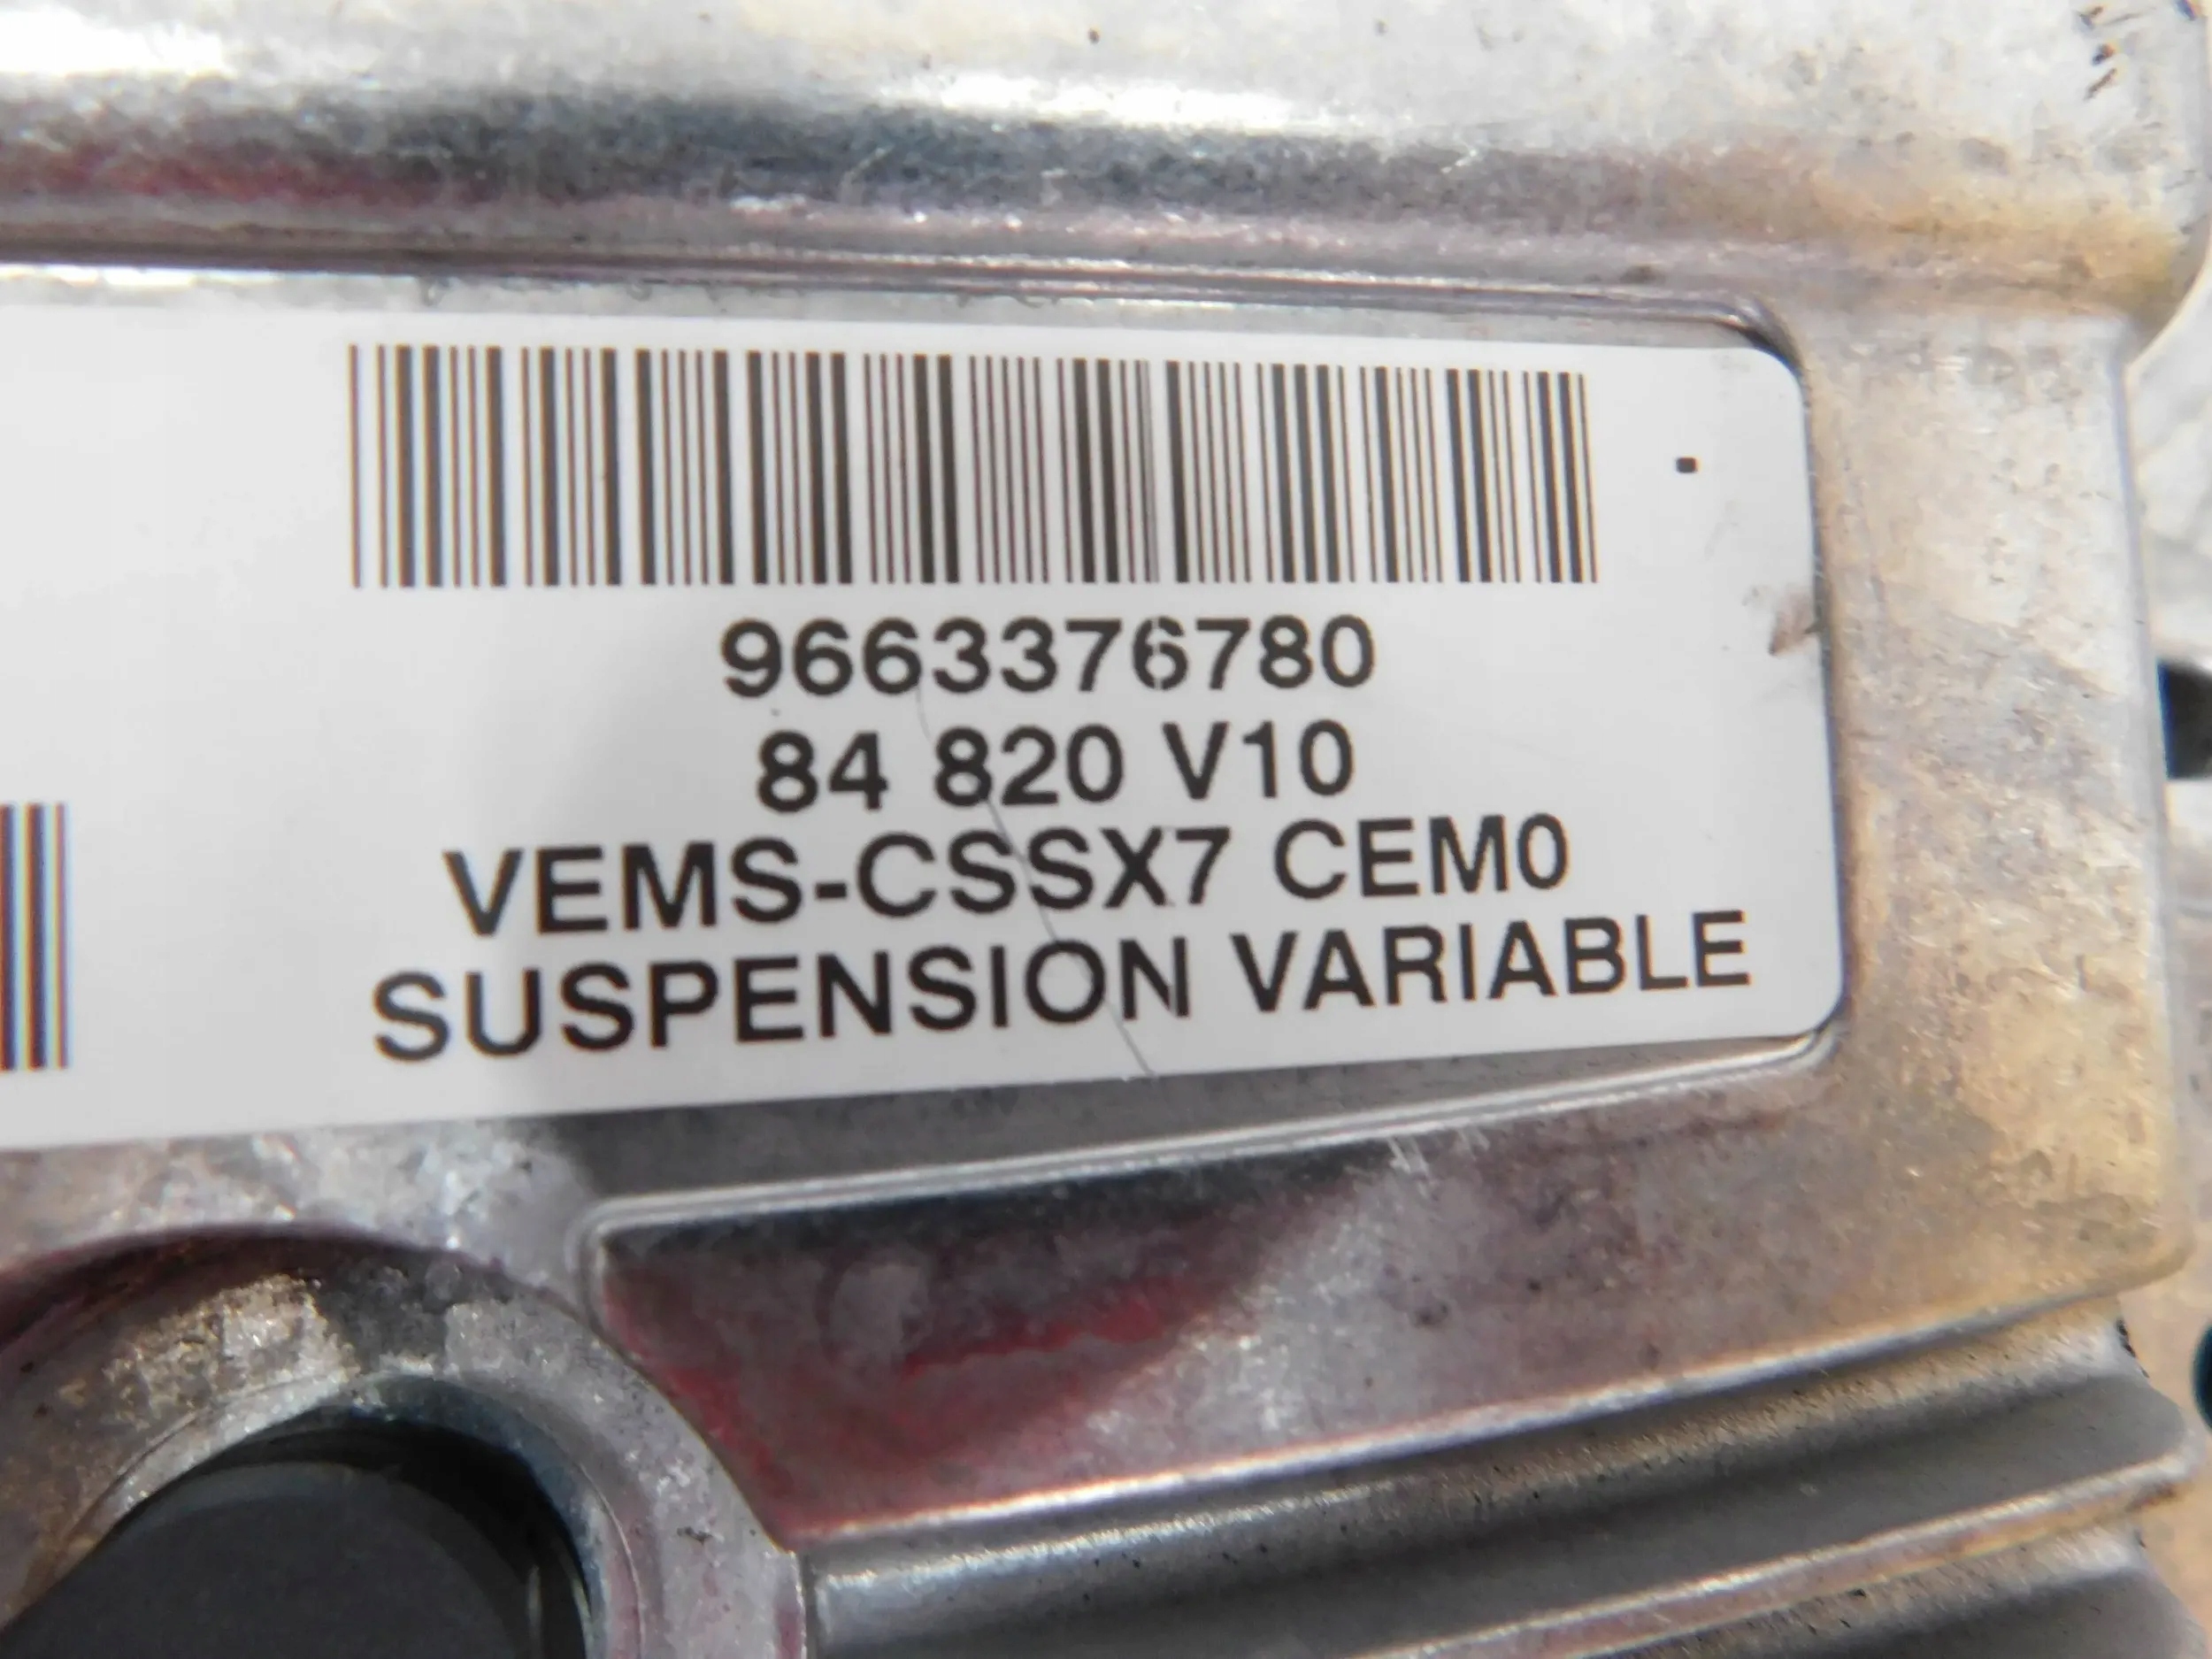 9663376780
84 820 V10
VEMS-CSSX7 CEM0
SUSPENSION VARIABLE